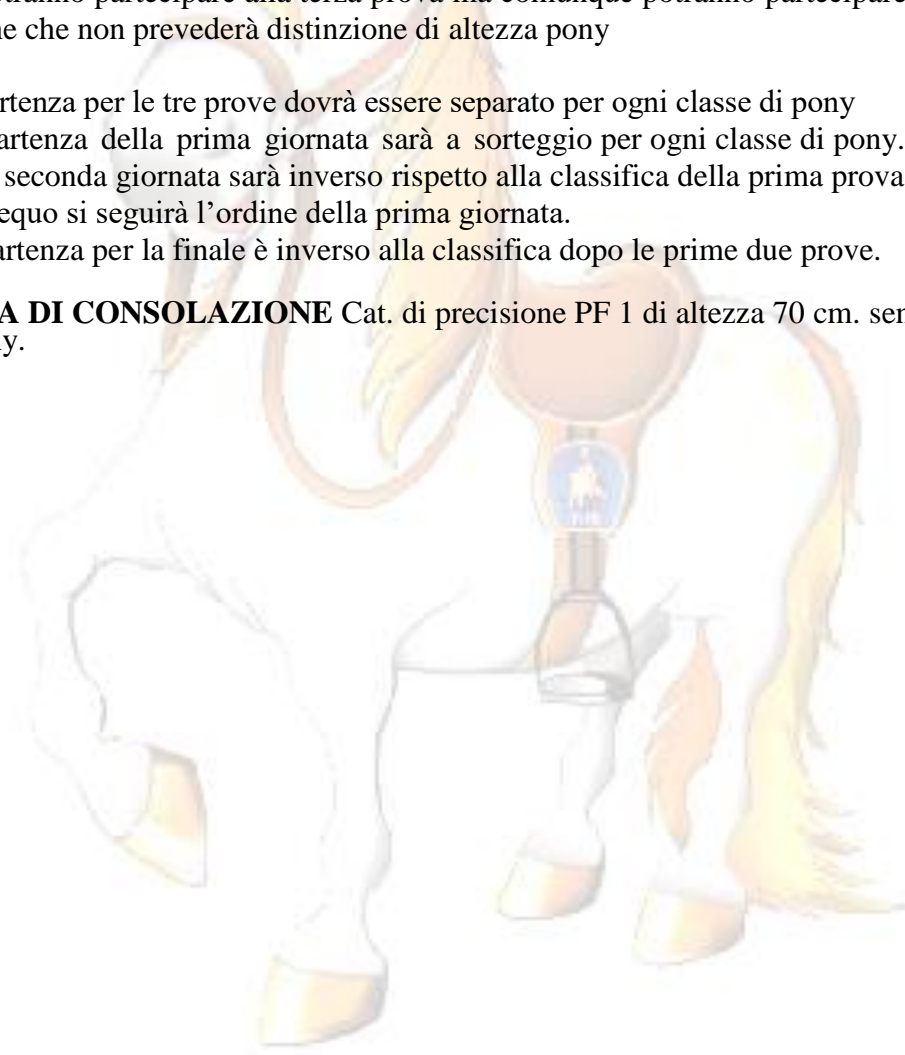 otranno partecipare alla terza prova ma comunque potranno partecipare
ne che non prevederà distinzione di altezza pony
rtenza per le tre prove dovrà essere separato per ogni classe di pony
artenza della prima giornata sarà a sorteggio per ogni classe di pony.
seconda giornata sarà inverso rispetto alla classifica della prima prova
equo si seguirà l'ordine della prima giornata.
artenza per la finale è inverso alla classifica dopo le prime due prove.
A DI CONSOLAZIONE Cat. di precisione PF 1 di altezza 70 cm. sen
y.